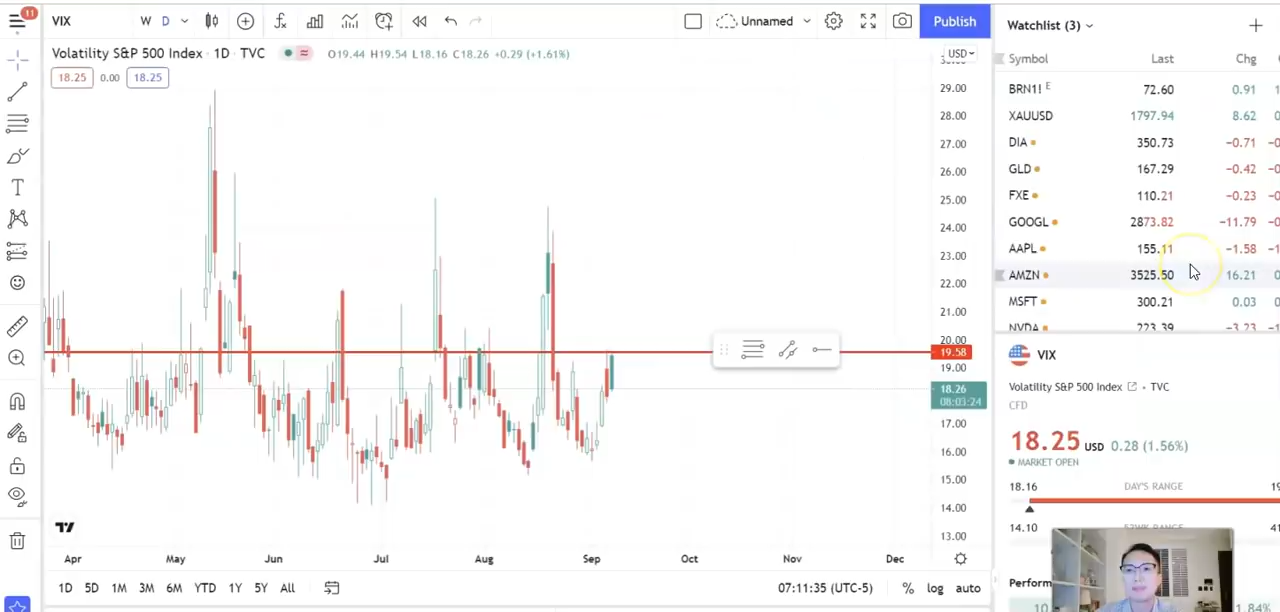 11
VIX W D Unnamed Publish
Volatility S&P 500 Index · 1D · TVC O19.44 H19.54 L18.16 C18.26 +0.29 (+1.61%)
18.25 0.00 18.25
USD
29.00
28.00
27.00
26.00
25.00
24.00
23.00
22.00
21.00
20.00
19.58
19.00
18.26
08:03:24
17.00
16.00
15.00
14.00
13.00
Apr May Jun Jul Aug Sep Oct Nov Dec
1D 5D 1M 3M 6M YTD 1Y 5Y All 07:11:35 (UTC-5) % log auto
Watchlist (3)
Symbol Last Chg
BRN1! E 72.60 0.91
XAUUSD 1797.94 8.62
DIA 350.73 −0.71
GLD 167.29 −0.42
FXE 110.21 −0.23
GOOGL 2873.82 −11.79
AAPL 155.11 −1.58
AMZN 3525.50 16.21
MSFT 300.21 0.03
NVDA 223.39 −3.23
VIX
Volatility S&P 500 Index · TVC
CFD
18.25 USD 0.28 (1.56%)
MARKET OPEN
18.16 DAY'S RANGE
14.10 52WK RANGE
Perform
10
1.84%